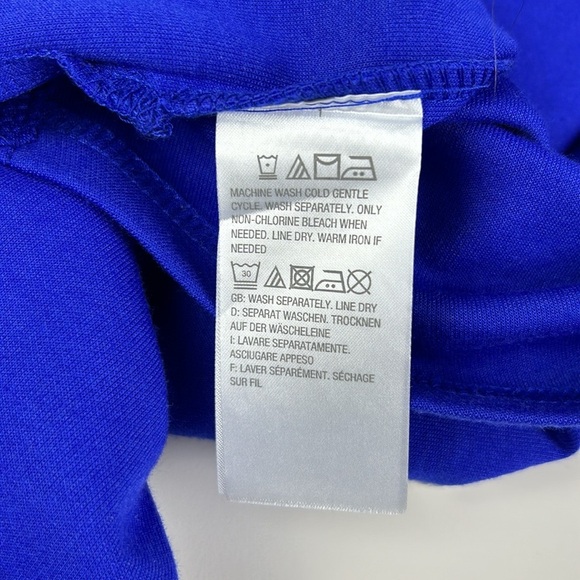 MACHINE WASH COLD GENTLE
CYCLE. WASH SEPARATELY. ONLY
NON-CHLORINE BLEACH WHEN
NEEDED. LINE DRY. WARM IRON IF
NEEDED
30
GB: WASH SEPARATELY. LINE DRY
D: SEPARAT WASCHEN. TROCKNEN
AUF DER WÄSCHELEINE
I: LAVARE SEPARATAMENTE.
ASCIUGARE APPESO
F: LAVER SÉPARÉMENT. SÉCHAGE
SUR FIL